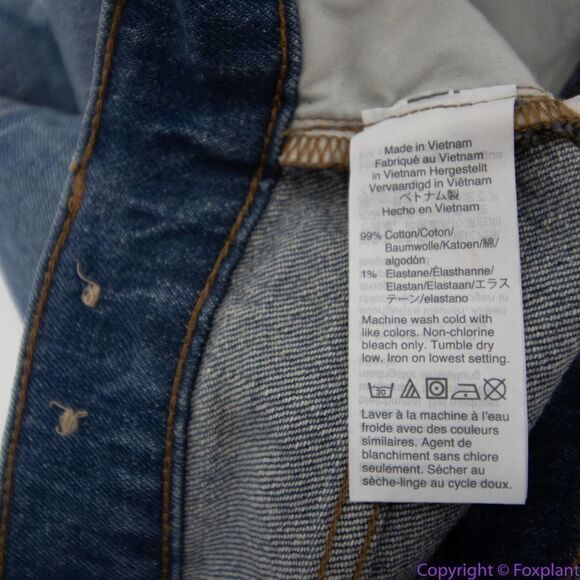 Made in Vietnam
Fabriqué au Vietnam
in Vietnam Hergestellt
Vervaardigd in Viêtnam
ベトナム製
Hecho en Vietnam
99% Cotton/Coton/
Baumwolle/Katoen/綿/
algodón
1% Elastane/Élasthanne/
Elastan/Elastaan/エラス
テーン/elastano
Machine wash cold with
like colors. Non-chlorine
bleach only. Tumble dry
low. Iron on lowest setting.
30
Laver à la machine à l'eau
froide avec des couleurs
similaires. Agent de
blanchiment sans chlore
seulement. Sécher au
sèche-linge au cycle doux.
Copyright © Foxplant